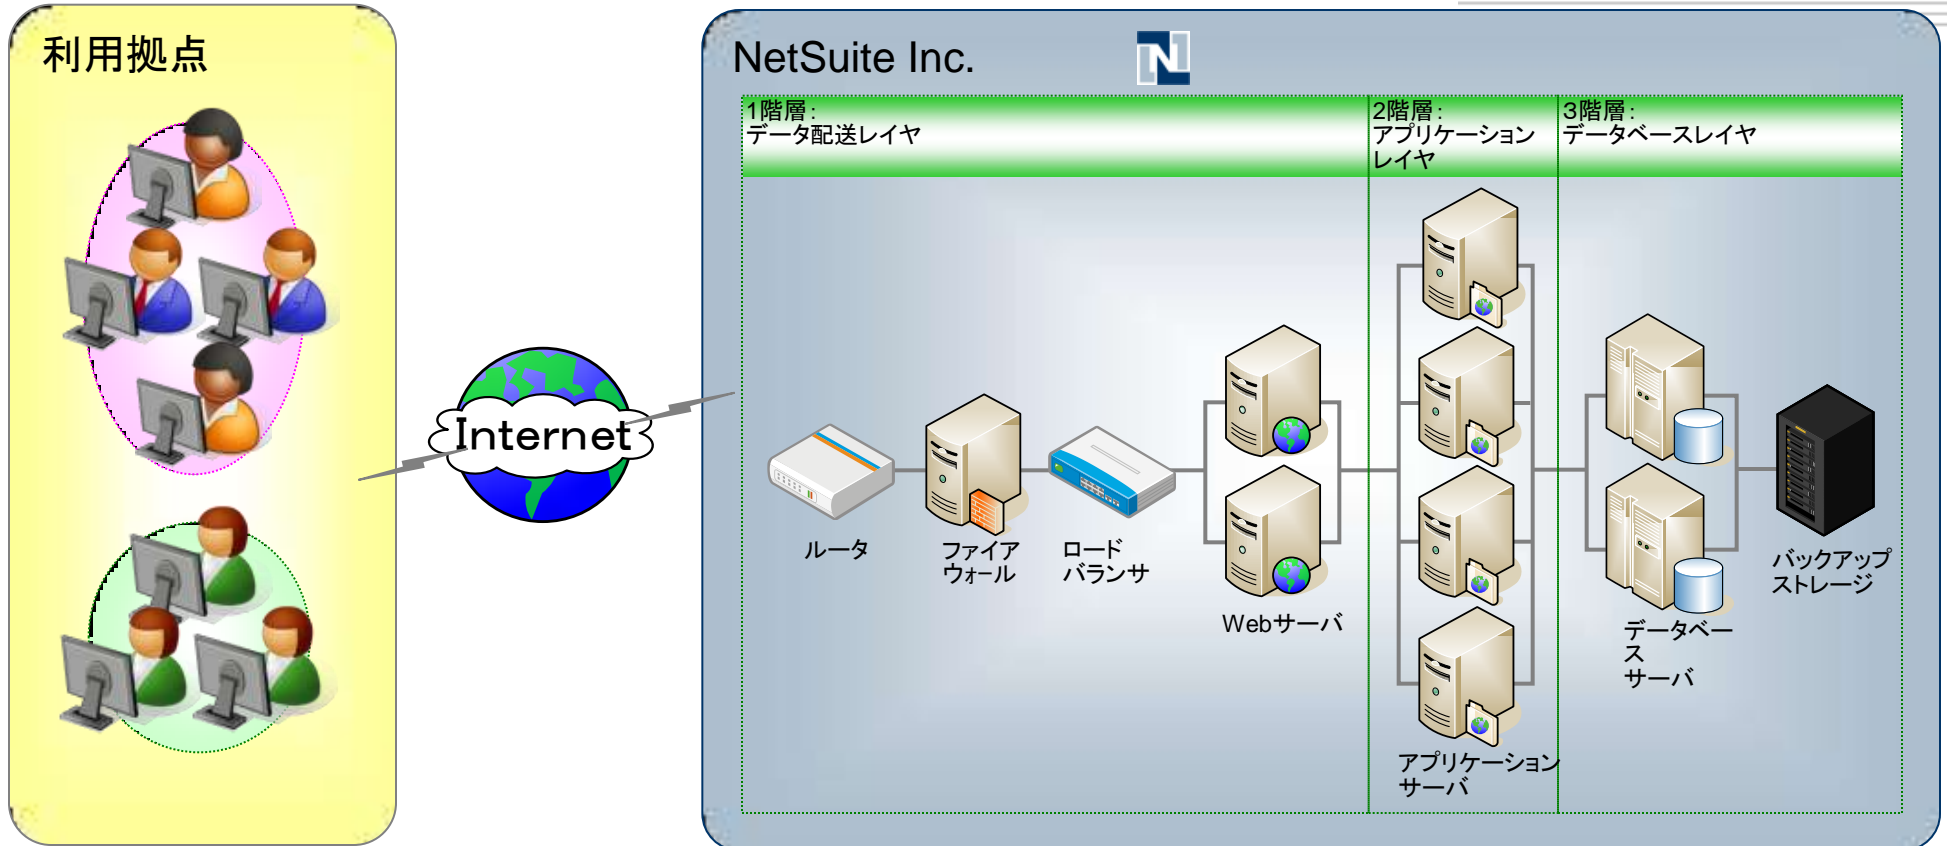 利用拠点
NetSuite Inc.
N
1階層:
データ配送レイヤ
2階層:
アプリケーション
レイヤ
3階層:
データベースレイヤ
Internet
ルータ
ファイア
ウォール
ロード
バランサ
Webサーバ
アプリケーション
サーバ
データベー
ス
サーバ
バックアップ
ストレージ